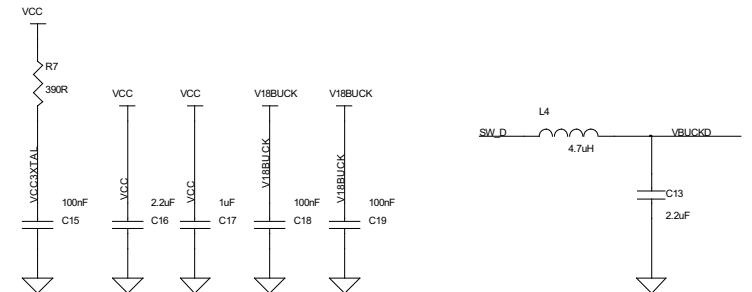 VCC
R7
390R
VCC
VCC
V18BUCK
V18BUCK
VCC3XTAL
VCC
VCC
V18BUCK
V18BUCK
100nF
C15
2.2uF
C16
1uF
C17
100nF
C18
100nF
C19
L4
SW_D
VBUCKD
4.7uH
C13
2.2uF